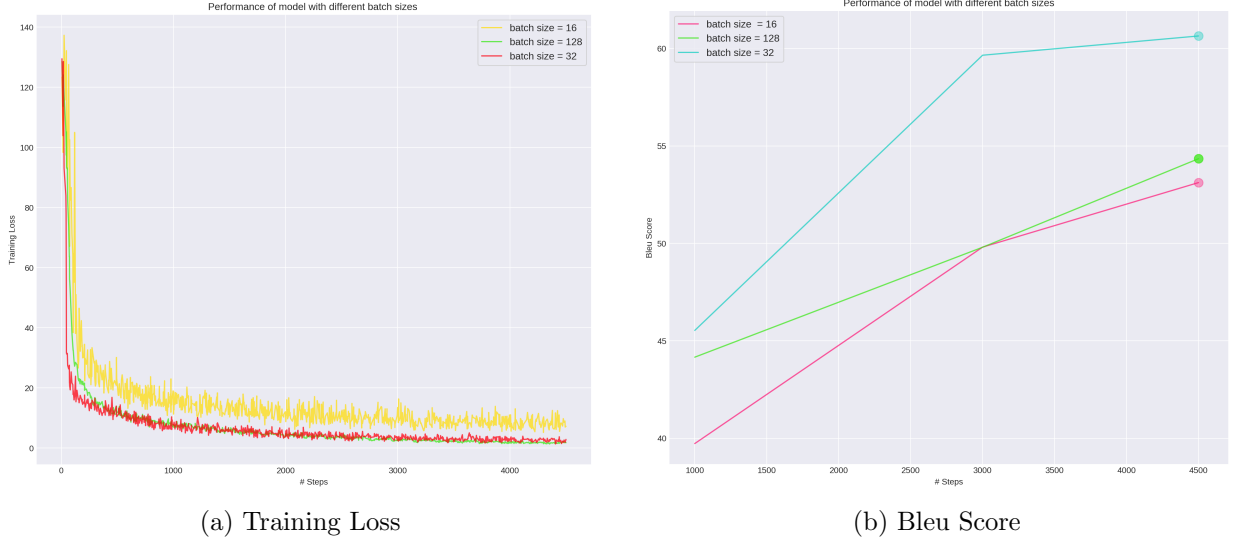 Performance of model with different batch sizes
140
120
100
80
60
40
20
0
Training Loss
batch size = 16
batch size = 128
batch size = 32
0 1000 2000 3000 4000
# Steps
(a) Training Loss
Performance of model with different batch sizes
60
55
50
45
40
Bleu Score
batch size = 16
batch size = 128
batch size = 32
1000 1500 2000 2500 3000 3500 4000 4500
# Steps
(b) Bleu Score